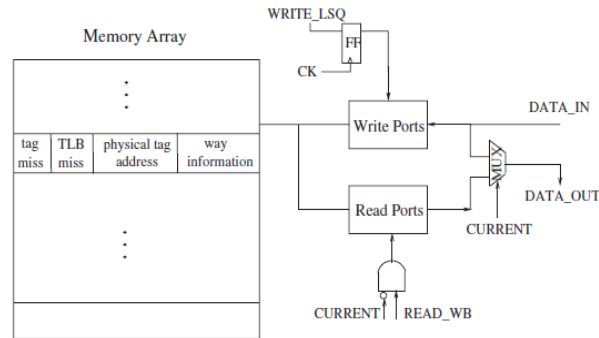 WRITE_LSQ
Memory Array
FF
CK
DATA_IN
Write Ports
tag miss
TLB miss
physical tag address
way information
MUX
DATA_OUT
Read Ports
CURRENT
CURRENT
READ_WB